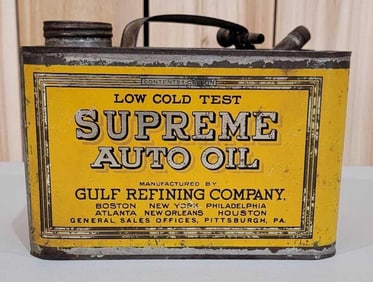 CONTENTS
LOW COLD TEST
SUPREME
AUTO OIL
MANUFACTURED BY
GULF REFINING COMPANY,
BOSTON NEW YORK PHILADELPHIA
ATLANTA NEW ORLEANS HOUSTON
GENERAL SALES OFFICES, PITTSBURGH, PA.